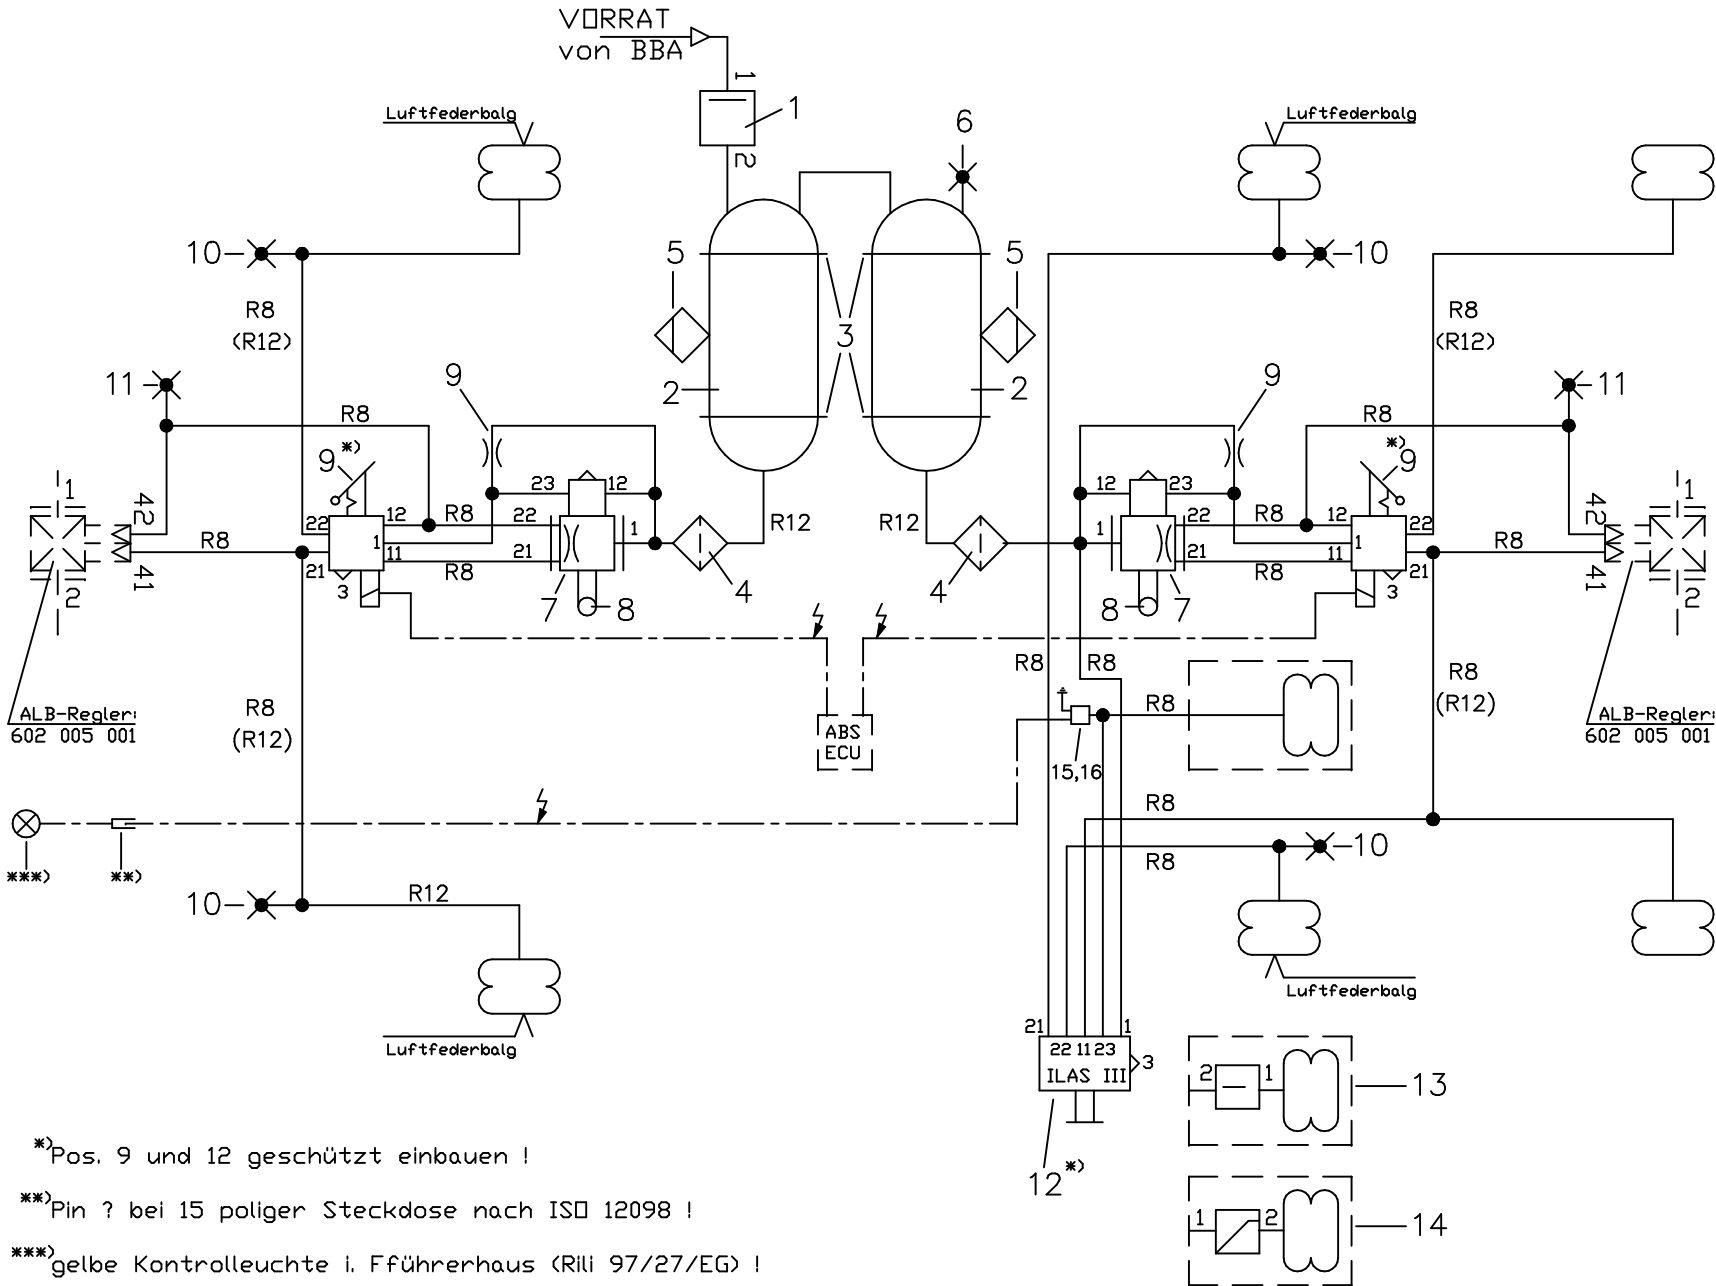 VORRAT
von BBA
1
1
2
Luftfederbalg
Luftfederbalg
6
10
5
5
10
R8
(R12)
3
R8
(R12)
11
9
2
2
9
11
R8
R8
9 *)
*) 9
1
42
22
12
R8
22
23
12
R12
R12
12
23
22
R8
12
22
42
1
R8
1
1
1
1
R8
21
11
R8
21
21
R8
11
21
2
41
3
7
8
4
4
8
7
3
41
2
R8
R8
R8
(R12)
R8
R8
(R12)
ALB-Regler:
602 005 001
ABS
ECU
ALB-Regler:
602 005 001
15,16
R8
R8
10
***)
**)
10
R12
Luftfederbalg
Luftfederbalg
21
1
22 11 23
ILAS III
3
2
1
13
12 *)
1
2
14
*) Pos. 9 und 12 geschützt einbauen !
**) Pin ? bei 15 poliger Steckdose nach ISO 12098 !
***) gelbe Kontrolleuchte i. Fführerhaus (Rili 97/27/EG) !